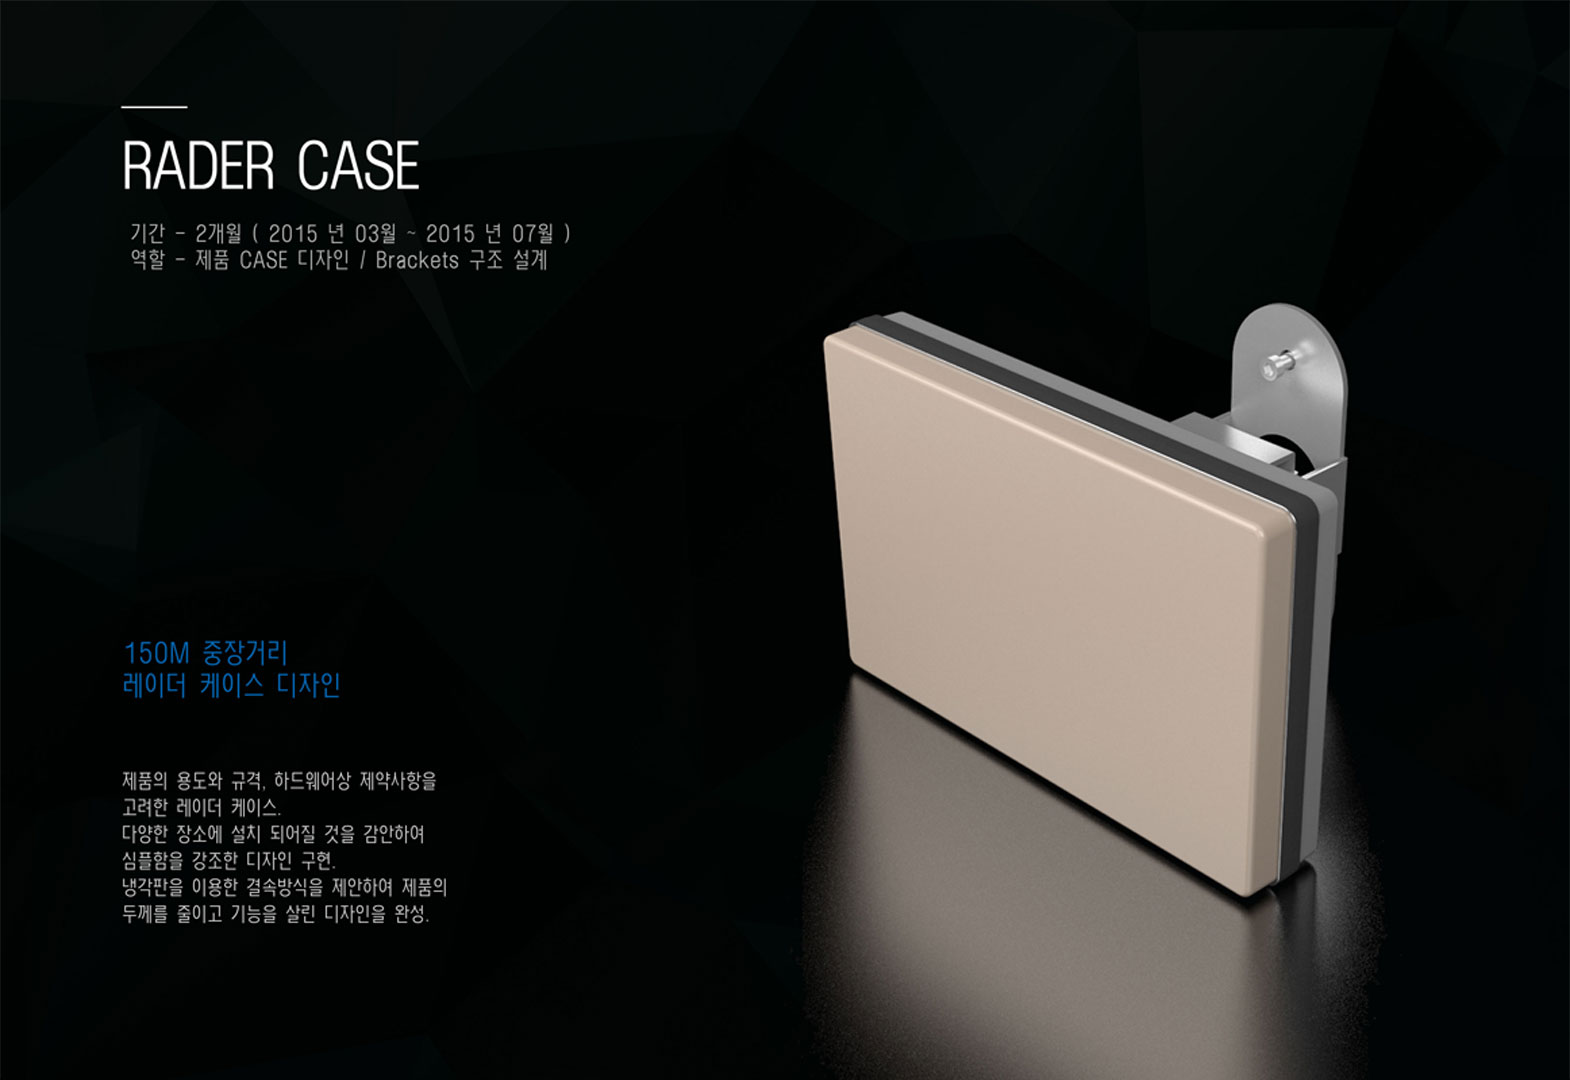 RADER CASE
기간 - 2개월 ( 2015 년 03월 ~ 2015 년 07월 )
역할 - 제품 CASE 디자인 / Brackets 구조 설계
150M 중장거리
레이더 케이스 디자인
제품의 용도와 규격, 하드웨어상 제약사항을
고려한 레이더 케이스.
다양한 장소에 설치 되어질 것을 감안하여
심플함을 강조한 디자인 구현.
냉각판을 이용한 결속방식을 제안하여 제품의
두께를 줄이고 기능을 살린 디자인을 완성.